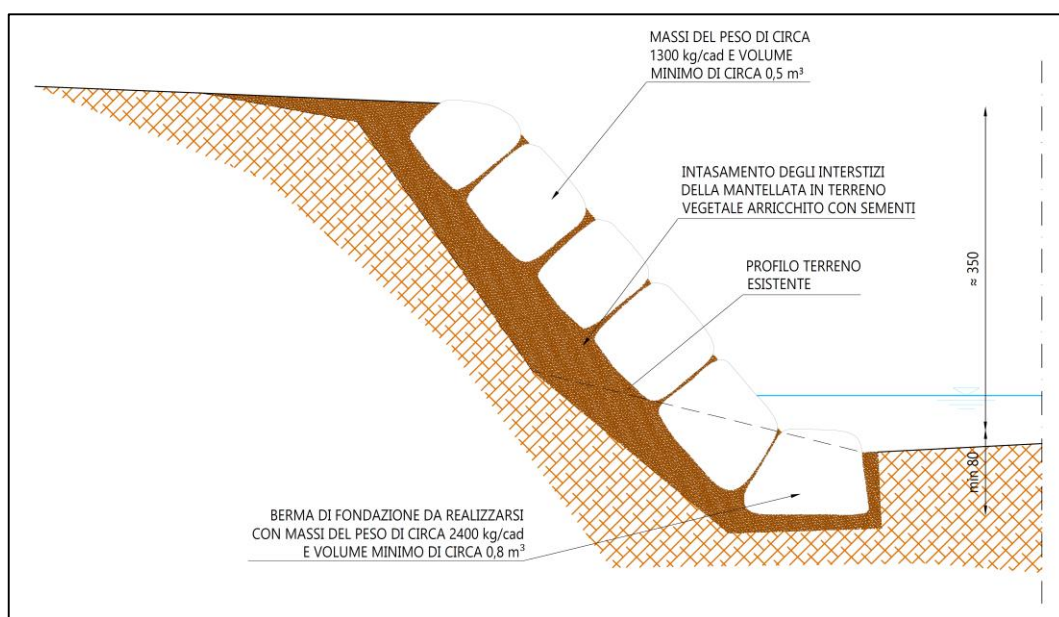 MASSI DEL PESO DI CIRCA
1300 kg/cad E VOLUME
MINIMO DI CIRCA 0,5 m³
INTASAMENTO DEGLI INTERSTIZI
DELLA MANTELLATA IN TERRENO
VEGETALE ARRICCHITO CON SEMENTI
PROFILO TERRENO
ESISTENTE
≈ 350
min 80
BERMA DI FONDAZIONE DA REALIZZARSI
CON MASSI DEL PESO DI CIRCA 2400 kg/cad
E VOLUME MINIMO DI CIRCA 0,8 m³